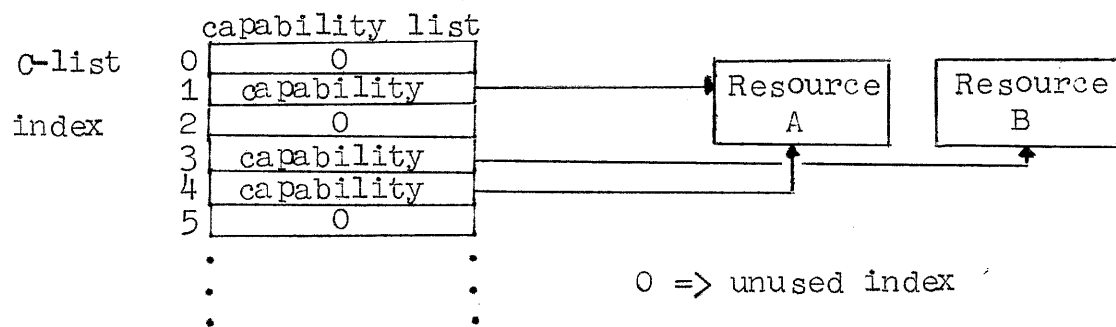 capability list
C-list 0 0
1 capability Resource A
index 2 0
3 capability Resource B
4 capability
5 0
0 => unused index